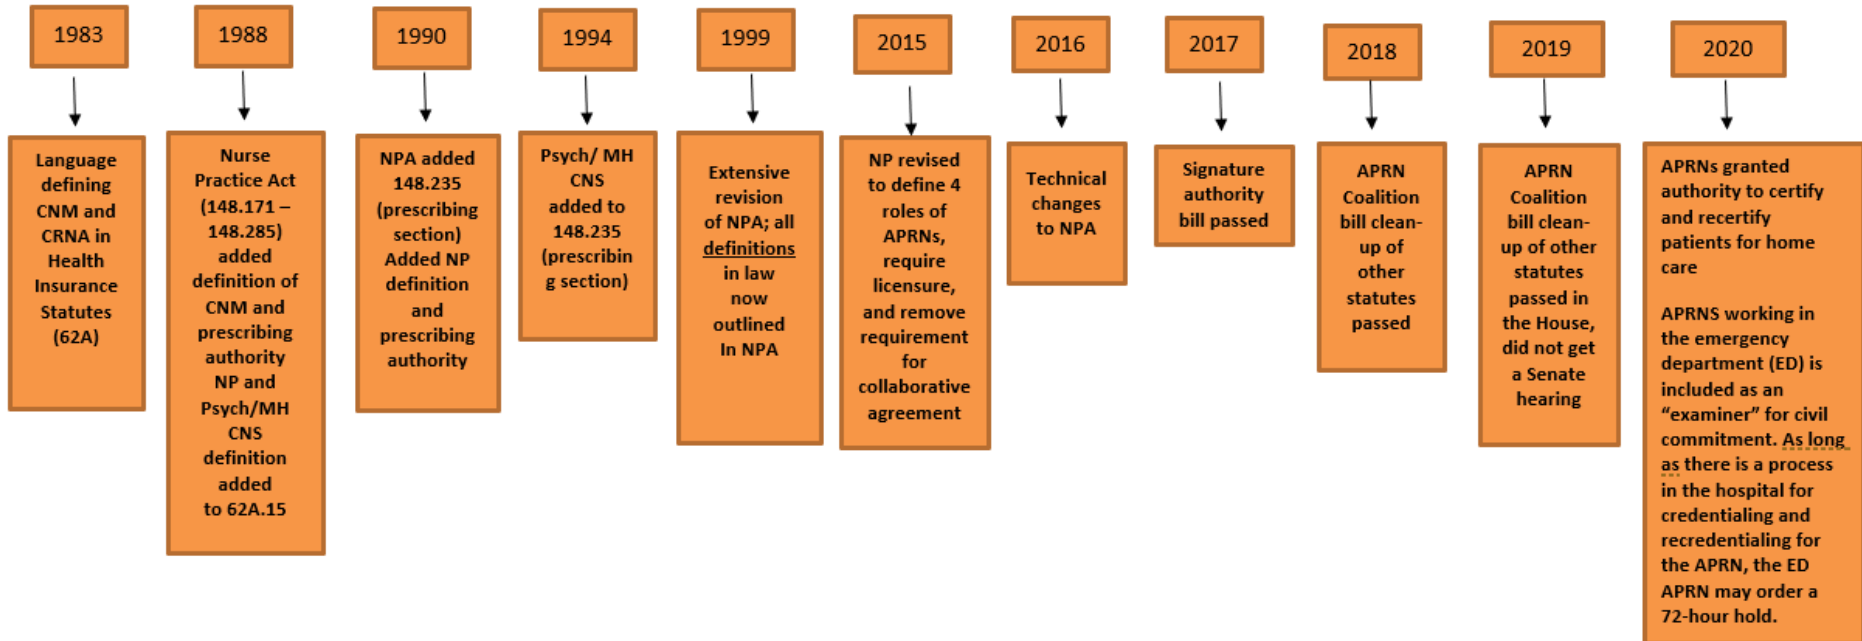 1983
Language
defining
CNM and
CRNA in
Health
Insurance
Statutes
(62A)
1988
Nurse
Practice Act
(148.171 –
148.285)
added
definition of
CNM and
prescribing
authority
NP and
Psych/MH
CNS
definition
added
to 62A.15
1990
NPA added
148.235
(prescribing
section)
Added NP
definition
and
prescribing
authority
1994
Psych/ MH
CNS
added to
148.235
(prescribin
g section)
1999
Extensive
revision
of NPA; all
definitions
in law
now
outlined
In NPA
2015
NP revised
to define 4
roles of
APRNs,
require
licensure,
and remove
requirement
for
collaborative
agreement
2016
Technical
changes
to NPA
2017
Signature
authority
bill passed
2018
APRN
Coalition
bill clean-
up of
other
statutes
passed
2019
APRN
Coalition
bill clean-
up of other
statutes
passed in
the House,
did not get
a Senate
hearing
2020
APRNs granted
authority to certify
and recertify
patients for home
care
APRNS working in
the emergency
department (ED) is
included as an
“examiner” for civil
commitment. As long
as there is a process
in the hospital for
credentialing and
recredentialing for
the APRN, the ED
APRN may order a
72-hour hold.